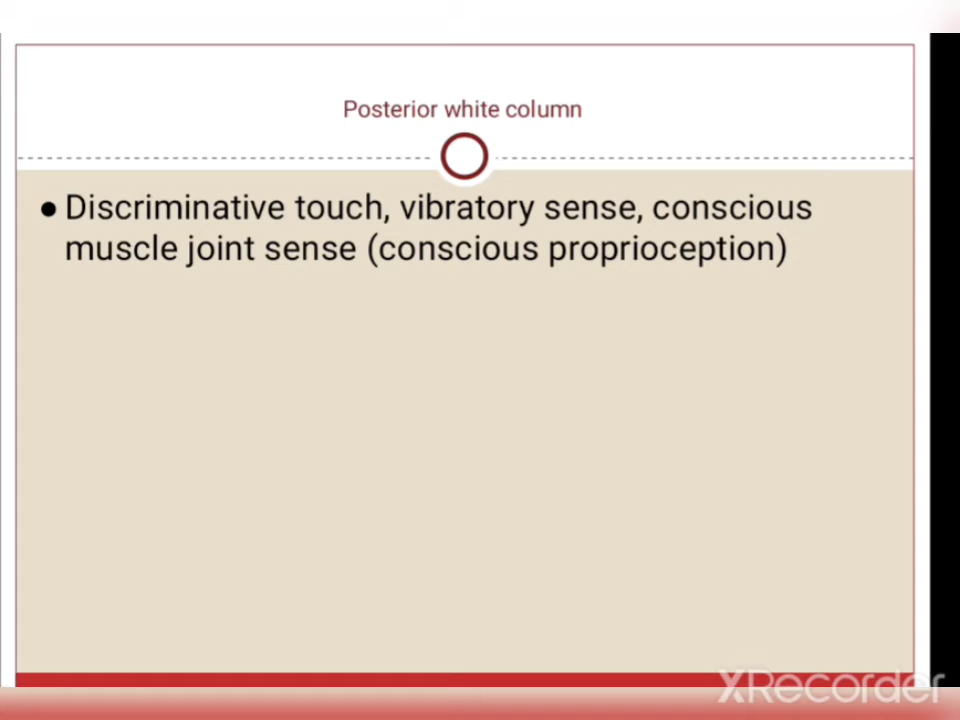 Posterior white column
● Discriminative touch, vibratory sense, conscious
muscle joint sense (conscious proprioception)
XRecorder